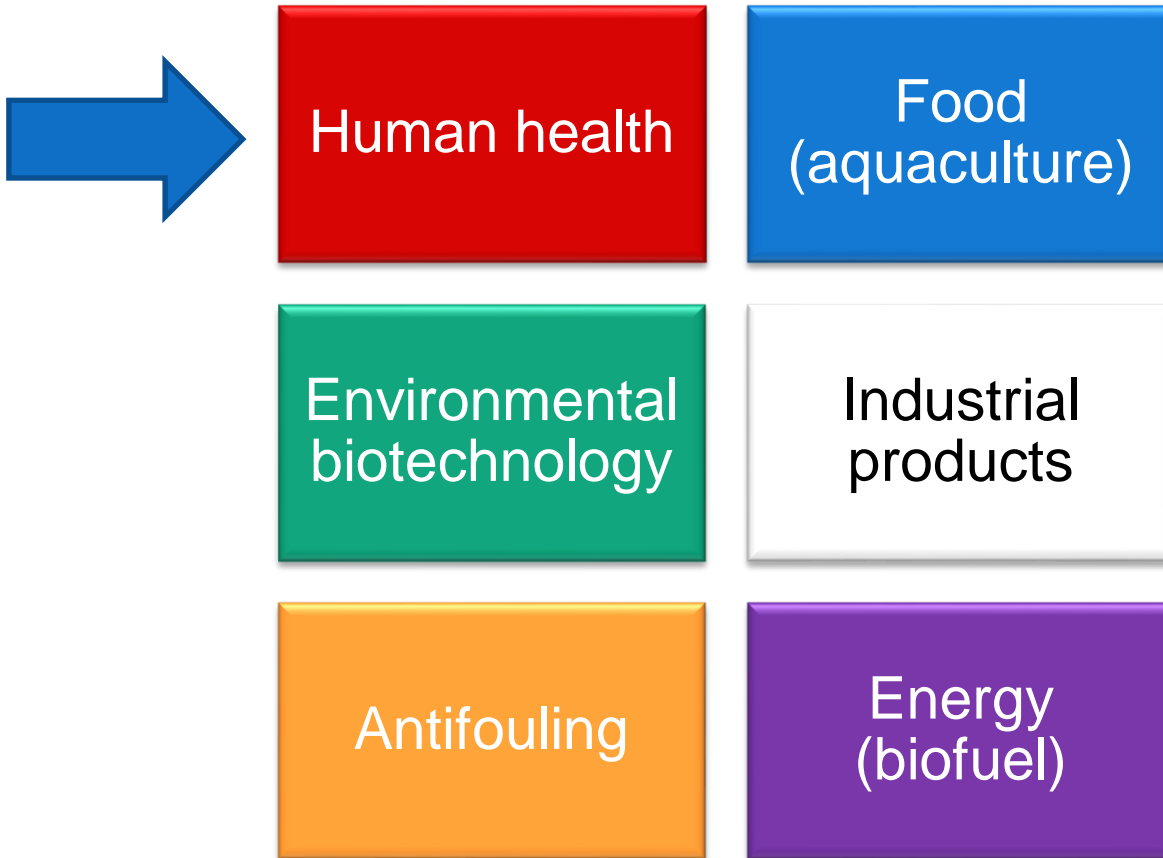 Human health
Food
(aquaculture)
Environmental
biotechnology
Industrial
products
Antifouling
Energy
(biofuel)